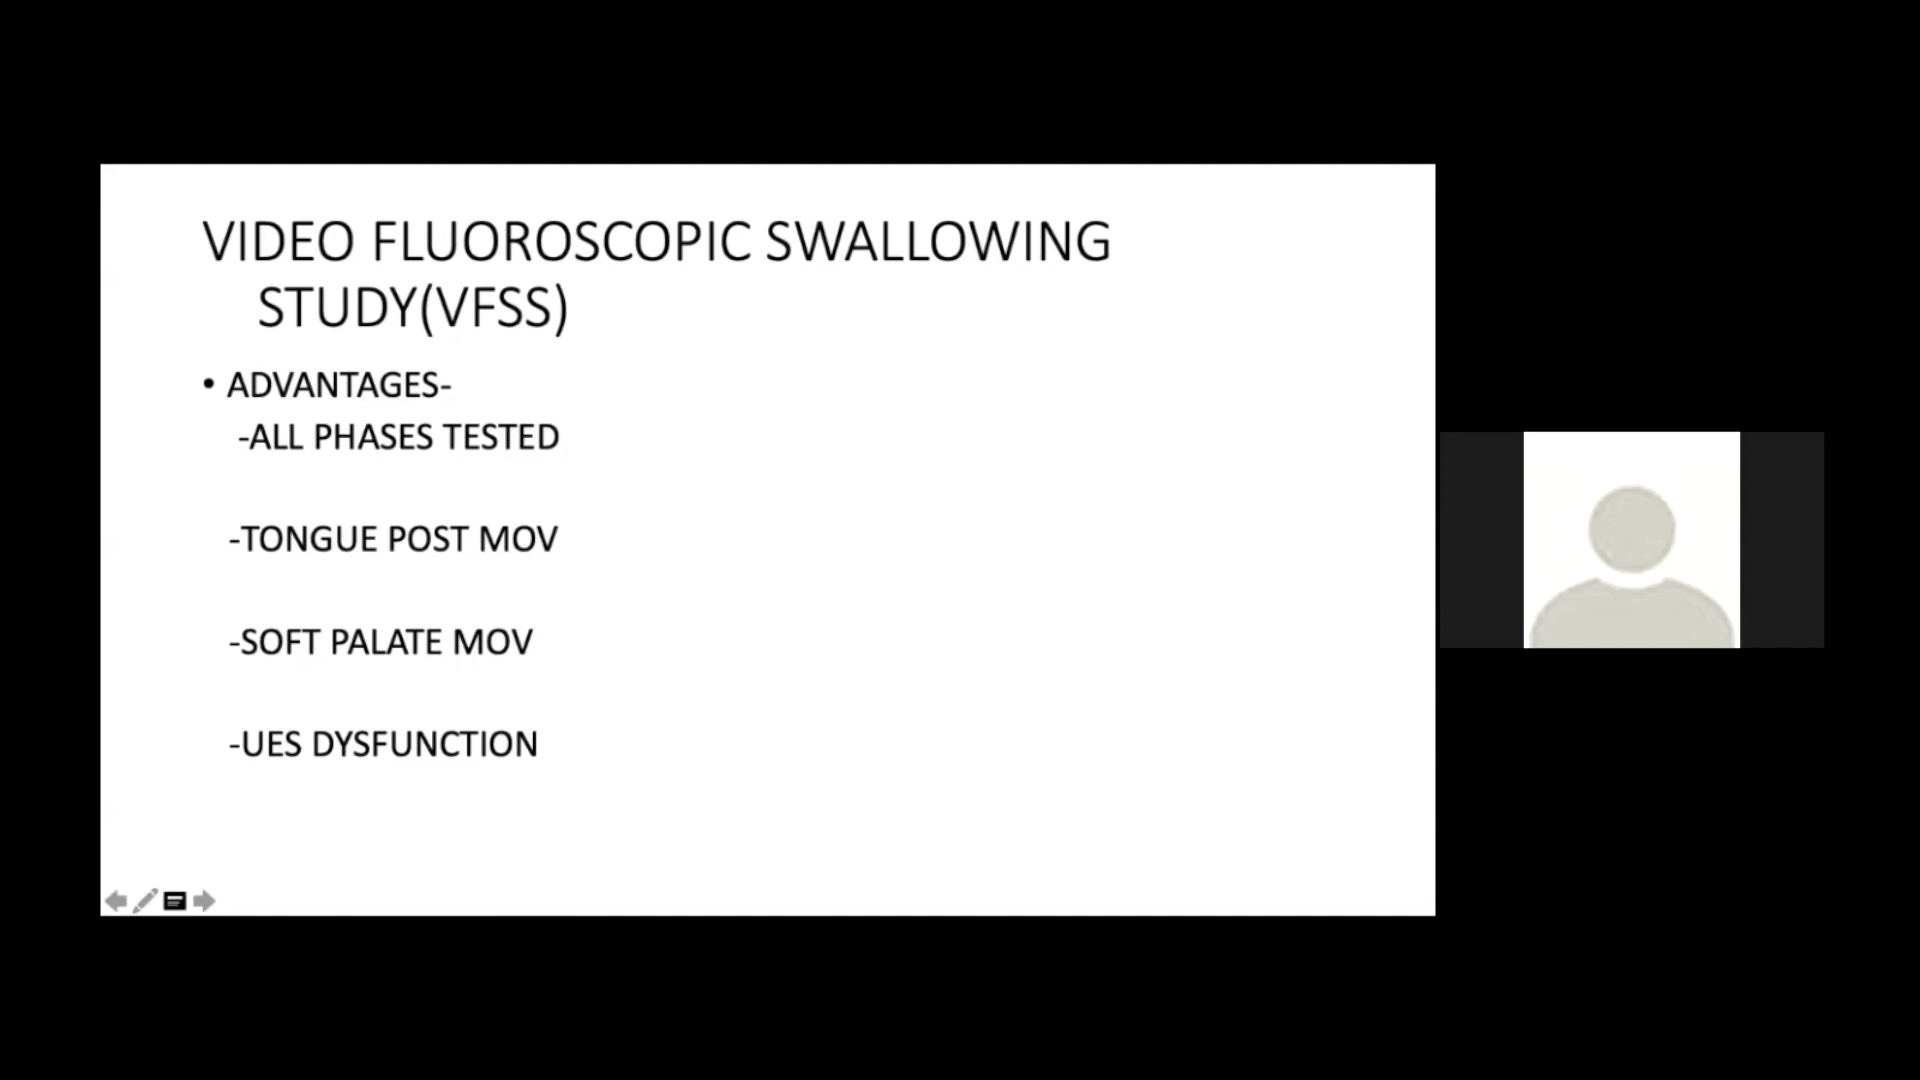 VIDEO FLUOROSCOPIC SWALLOWING
STUDY(VFSS)
• ADVANTAGES-
-ALL PHASES TESTED
-TONGUE POST MOV
-SOFT PALATE MOV
-UES DYSFUNCTION